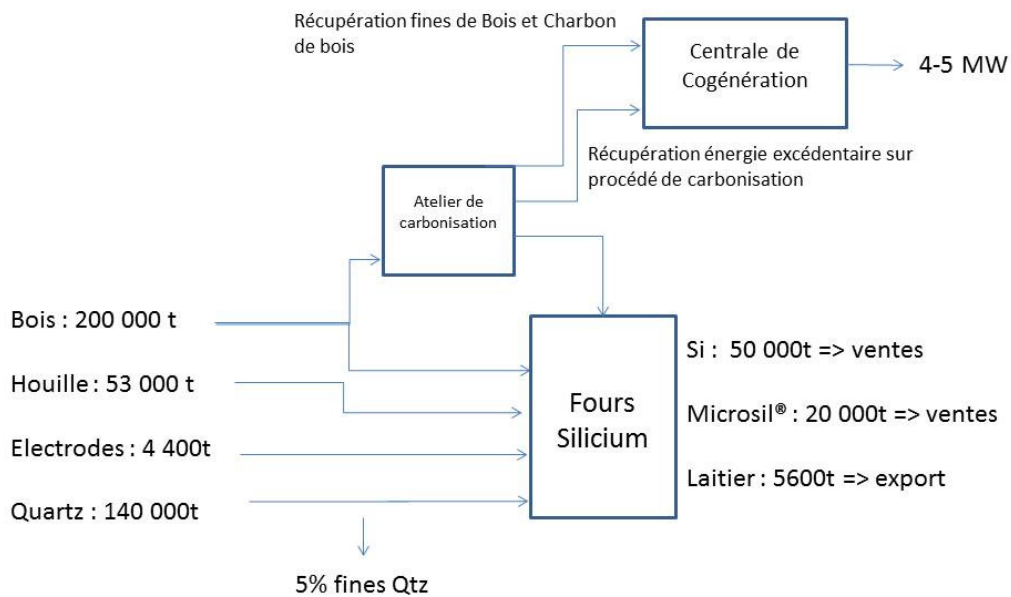 Récupération fines de Bois et Charbon
de bois
Centrale de
Cogénération
4-5 MW
Récupération énergie excédentaire sur
procédé de carbonisation
Atelier de
carbonisation
Bois : 200 000 t
Houille : 53 000 t
Electrodes : 4 400t
Quartz : 140 000t
5% fines Qtz
Fours
Silicium
Si :  50 000t => ventes
Microsil® : 20 000t => ventes
Laitier : 5600t => export